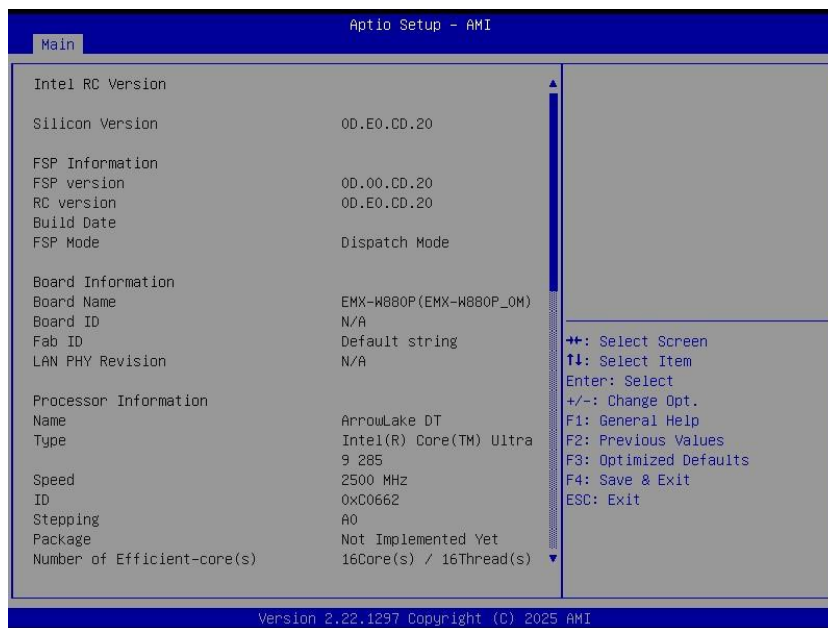 Aptio Setup – AMI
Main
Intel RC Version
Silicon Version 0D.E0.CD.20
FSP Information
FSP version 0D.00.CD.20
RC version 0D.E0.CD.20
Build Date
FSP Mode Dispatch Mode
Board Information
Board Name EMX-W880P(EMX-W880P_0M)
Board ID N/A
Fab ID Default string
LAN PHY Revision N/A
Processor Information
Name ArrowLake DT
Type Intel(R) Core(TM) Ultra
9 285
Speed 2500 MHz
ID 0xC0662
Stepping A0
Package Not Implemented Yet
Number of Efficient-core(s) 16Core(s) / 16Thread(s)
→←: Select Screen
↑↓: Select Item
Enter: Select
+/-: Change Opt.
F1: General Help
F2: Previous Values
F3: Optimized Defaults
F4: Save & Exit
ESC: Exit
Version 2.22.1297 Copyright (C) 2025 AMI